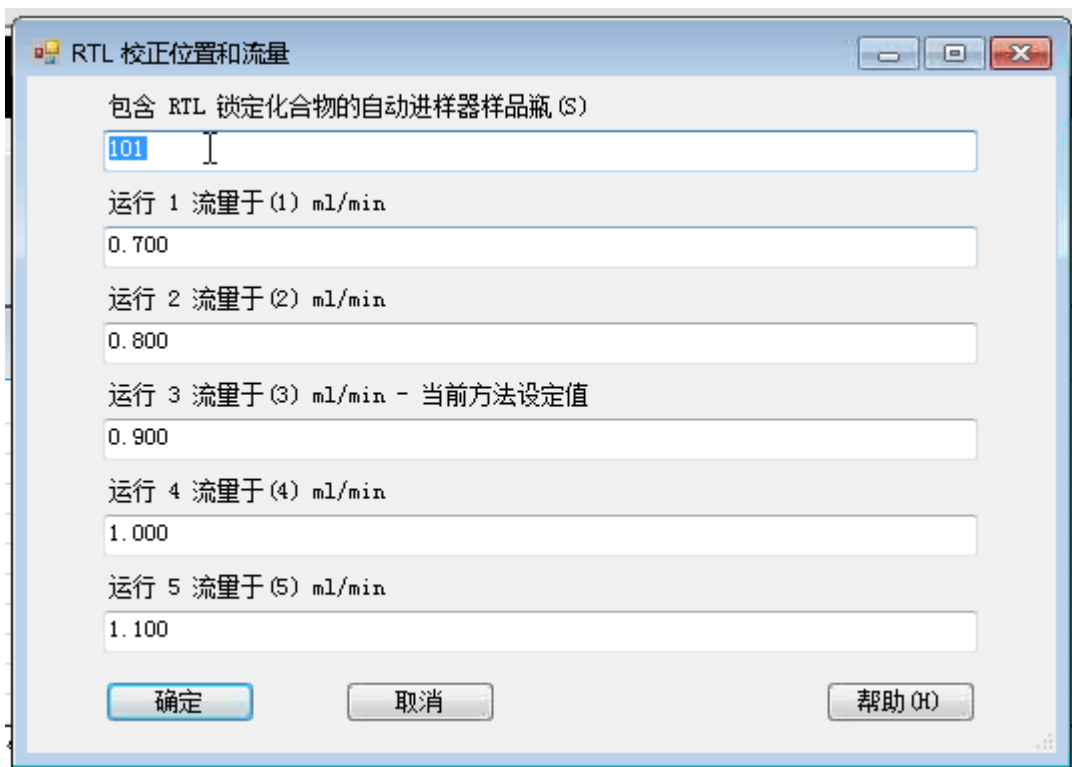 RTL 校正位置和流量
包含 RTL 锁定化合物的自动进样器样品瓶(S)
101
运行 1 流量于(1) ml/min
0.700
运行 2 流量于(2) ml/min
0.800
运行 3 流量于(3) ml/min - 当前方法设定值
0.900
运行 4 流量于(4) ml/min
1.000
运行 5 流量于(5) ml/min
1.100
确定 取消 帮助(H)